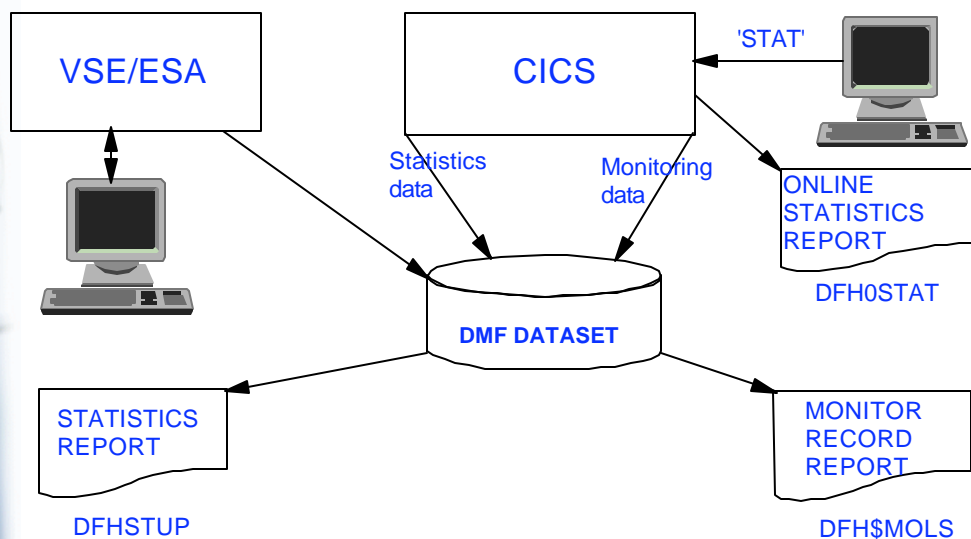 VSE/ESA
CICS
'STAT'
Statistics
data
Monitoring
data
ONLINE
STATISTICS
REPORT
DFH0STAT
DMF DATASET
STATISTICS
REPORT
DFHSTUP
MONITOR
RECORD
REPORT
DFH$MOLS